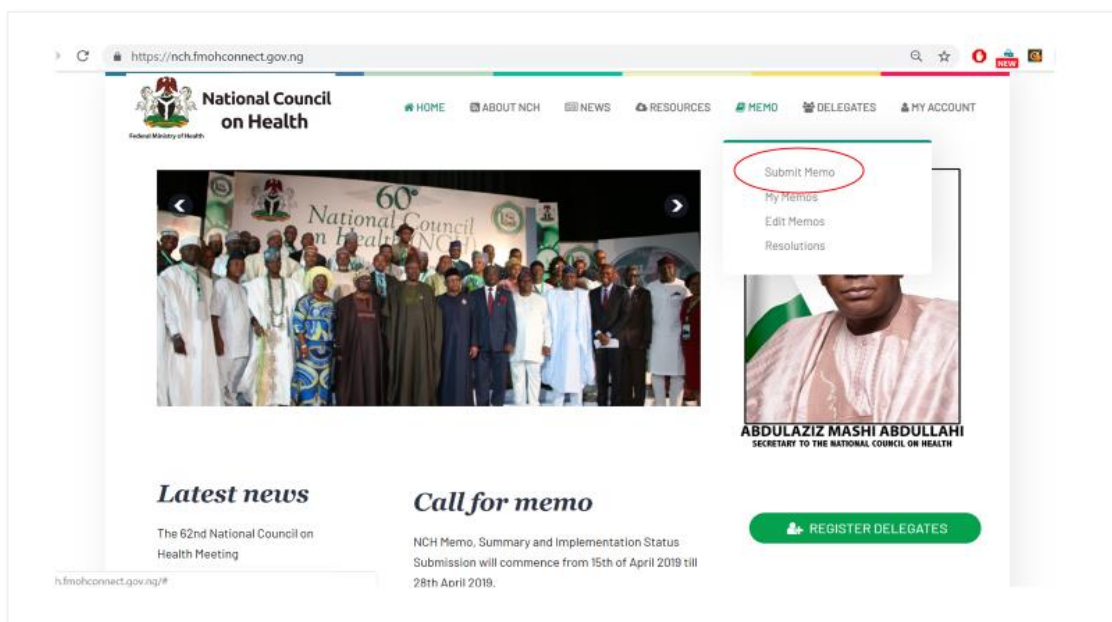 https://nch.fmohconnect.gov.ng
NEW
National Council
on Health
Federal Ministry of Health
HOME ABOUT NCH NEWS RESOURCES MEMO DELEGATES MY ACCOUNT
Submit Memo
My Memos
Edit Memos
Resolutions
60th
National Council
on Health (NCH)
ABDULAZIZ MASHI ABDULLAHI
SECRETARY TO THE NATIONAL COUNCIL ON HEALTH
Latest news
The 62nd National Council on
Health Meeting
Call for memo
NCH Memo, Summary and Implementation Status
Submission will commence from 15th of April 2019 till
28th April 2019.
REGISTER DELEGATES
h.fmohconnect.gov.ng/#